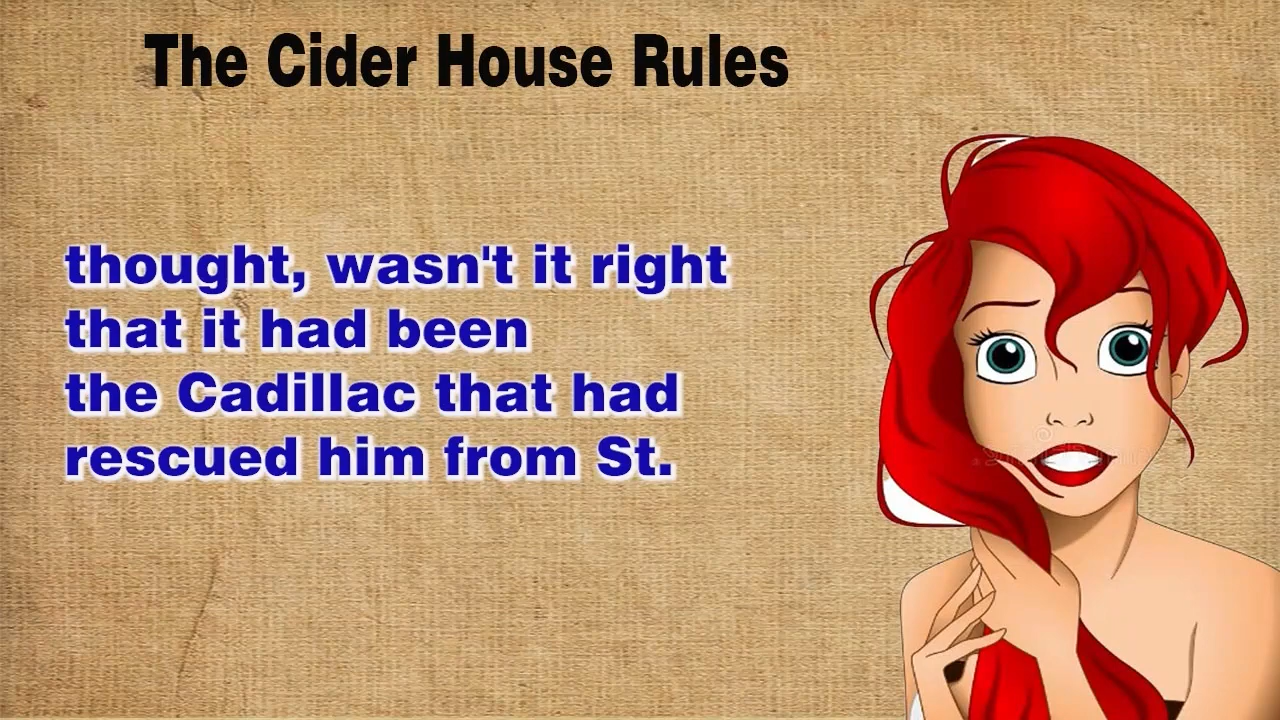 The Cider House Rules
thought, wasn't it right
that it had been
the Cadillac that had
rescued him from St.